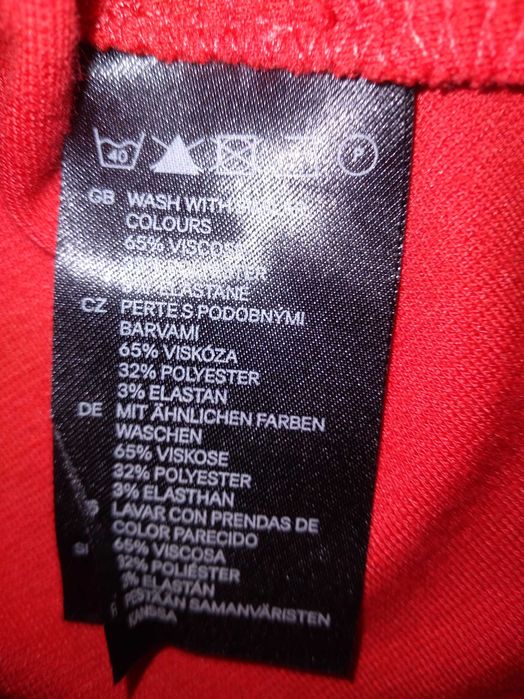 40 P
GB WASH WITH
COLOURS
65% VISCOSE
ELASTANE
CZ PERTE S PODOBNÝMI
BARVAMI
65% VISKÓZA
32% POLYESTER
3% ELASTAN
DE MIT ÄHNLICHEN FARBEN
WASCHEN
65% VISKOSE
32% POLYESTER
3% ELASTHAN
LAVAR CON PRENDAS DE
COLOR PARECIDO
65% VISCOSA
POLIÉSTER
ELASTÁN
SAMANVÄRISTEN
KANSSA